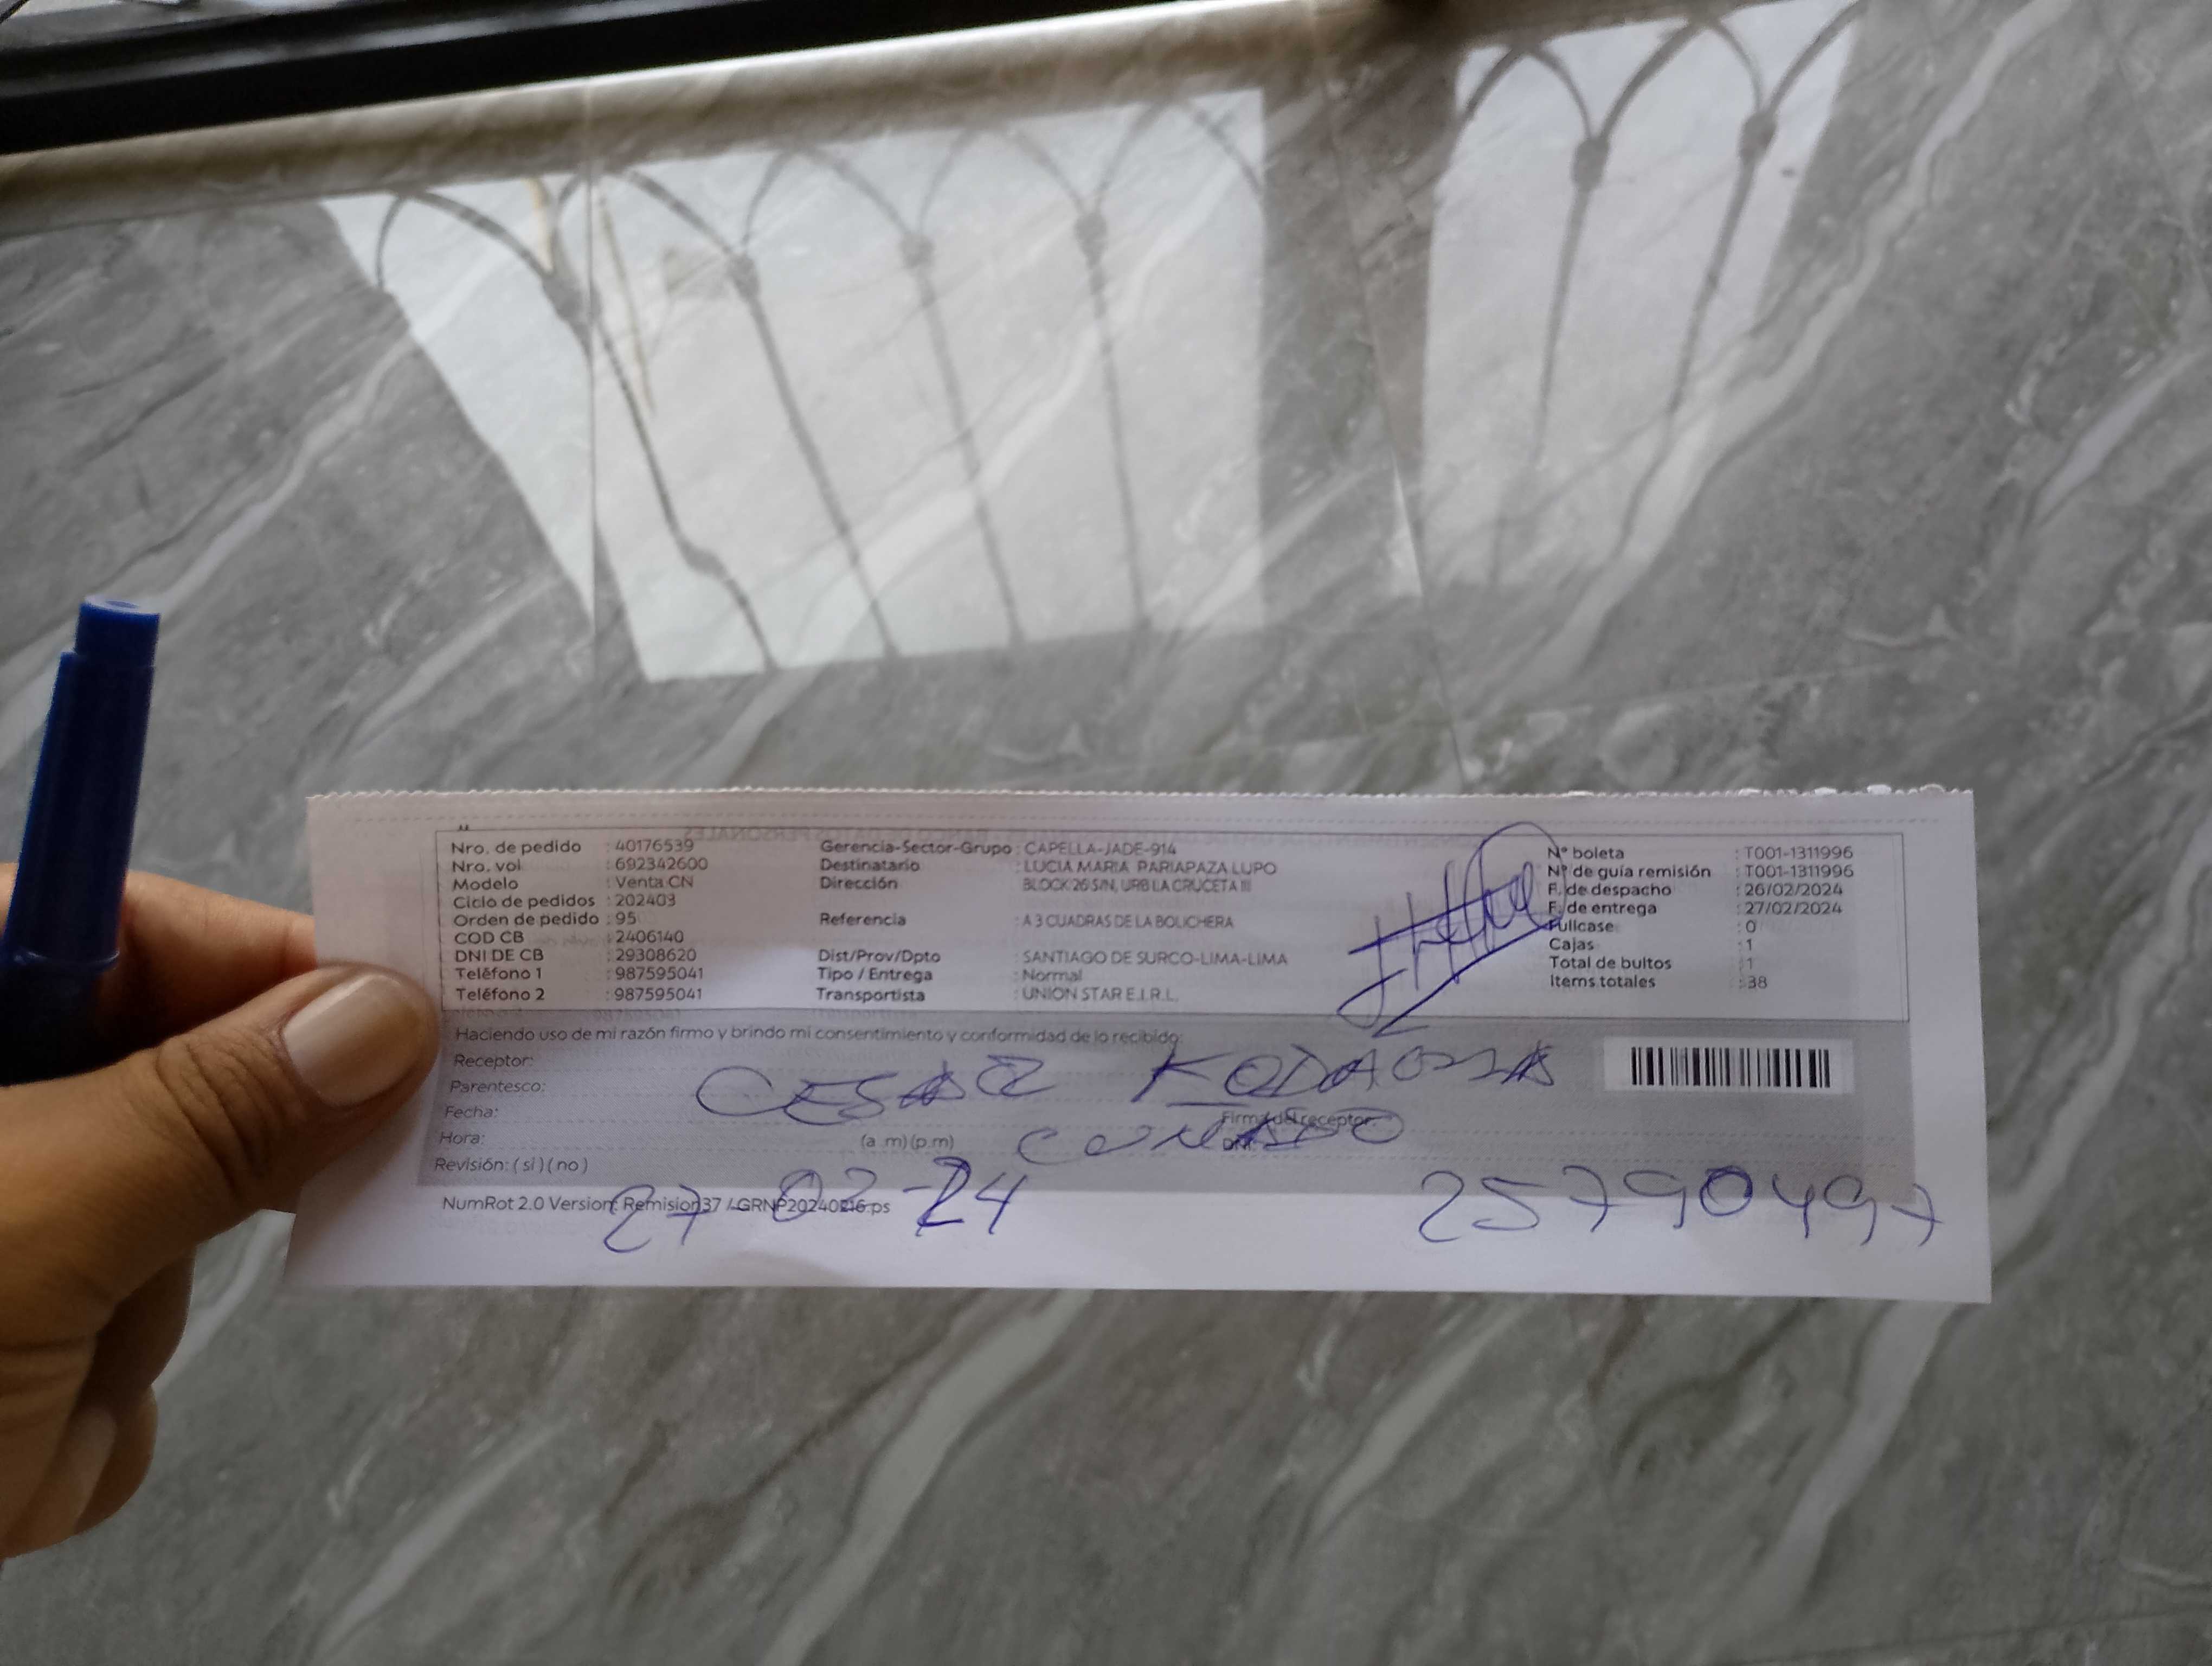 Nro. de pedido : 40176539
Nro. vol : 692342600
Modelo : Venta CN
Ciclo de pedidos : 202403
Orden de pedido : 95
COD CB : 2406140
DNI DE CB : 29308620
Teléfono 1 : 987595041
Teléfono 2 : 987595041
Gerencia-Sector-Grupo : CAPELLA-JADE-914
Destinatario : LUCIA MARIA PARIAPAZA LUPO
Dirección BLOCK 26 S/N, URB LA CRUCETA III
Referencia : A 3 CUADRAS DE LA BOLICHERA
Dist/Prov/Dpto : SANTIAGO DE SURCO-LIMA-LIMA
Tipo / Entrega : Normal
Transportista : UNION STAR E.I.R.L.
N° boleta : T001-1311996
N° de guía remisión : T001-1311996
F. de despacho : 26/02/2024
F. de entrega : 27/02/2024
Fullcase : 0
Cajas : 1
Total de bultos : 1
Items totales : 38
Haciendo uso de mi razón firmo y brindo mi consentimiento y conformidad de lo recibido:
Receptor: CESAR
Parentesco:
Fecha:
Firma del receptor:
Hora: (a.m)(p.m)
DNI:
Revisión: ( si ) ( no )
27-02-24
25790497
NumRot 2.0 Version: Remision37 / GRNP20240216.ps